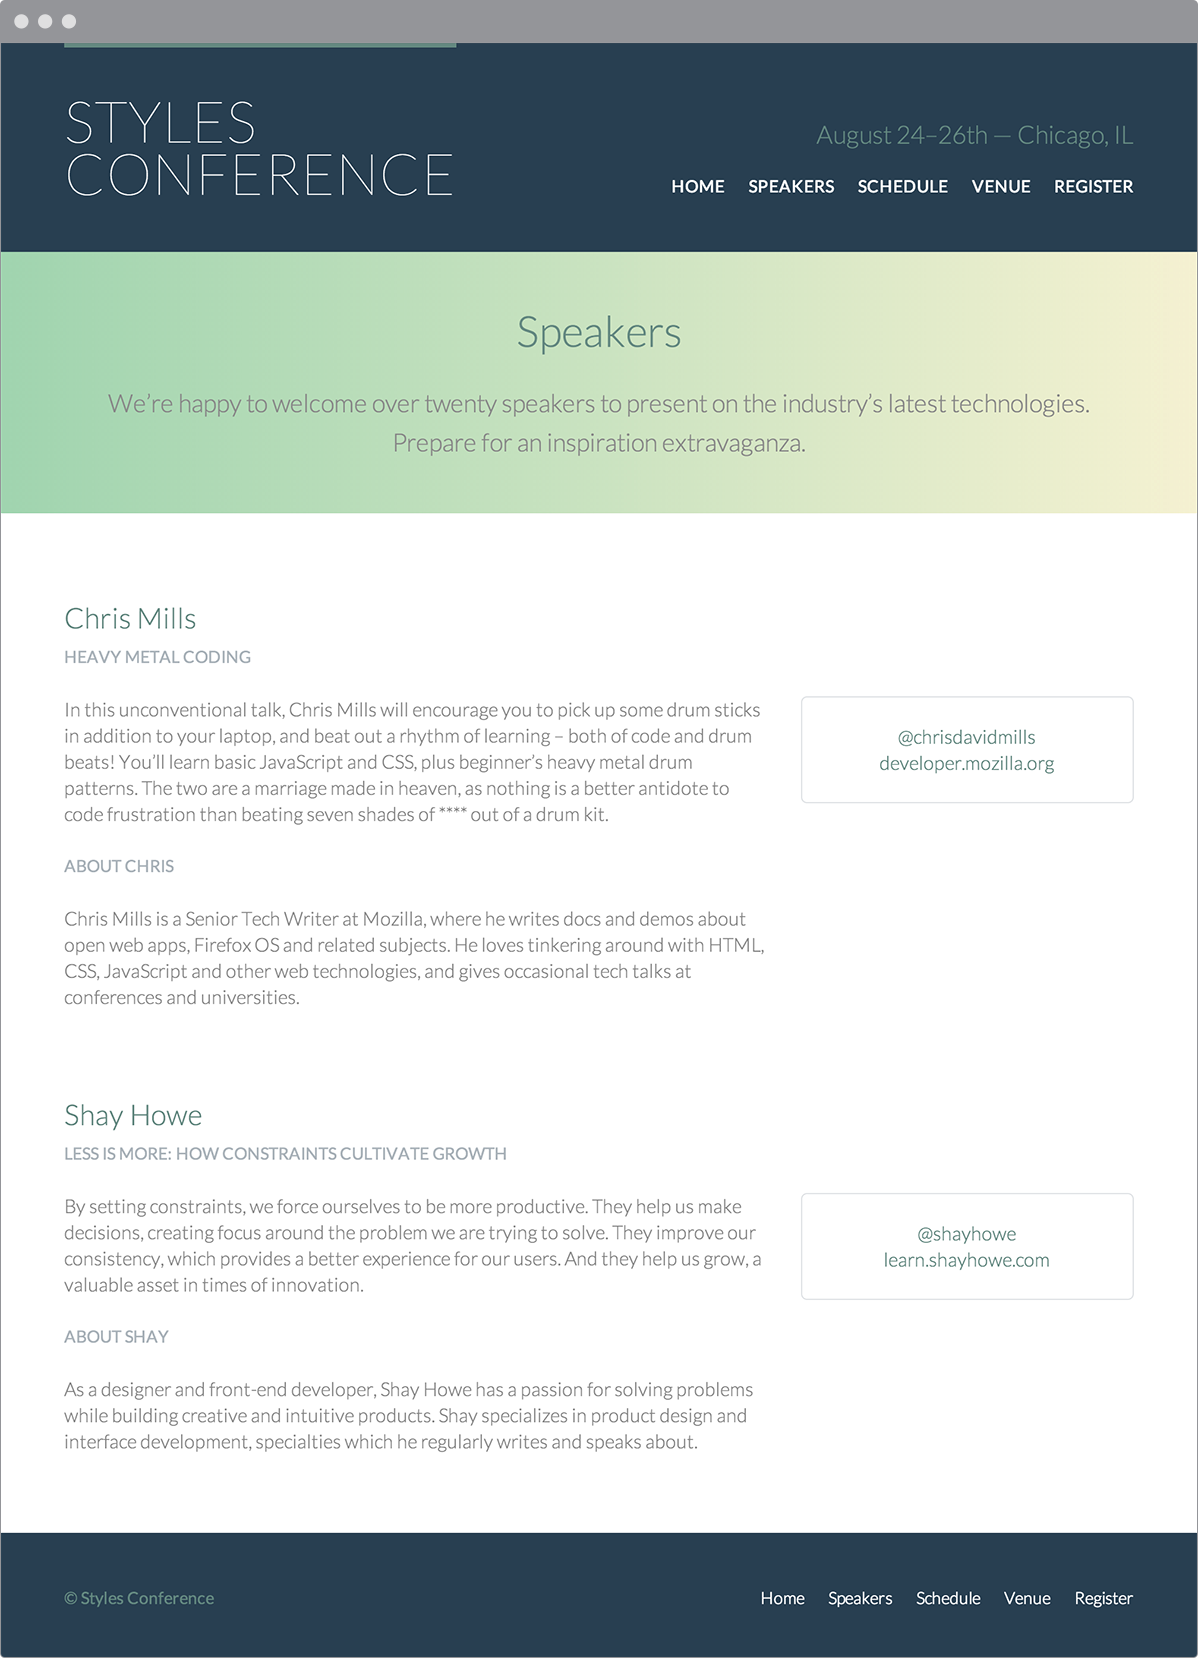 STYLES
CONFERENCE
August 24–26th — Chicago, IL
HOME SPEAKERS SCHEDULE VENUE REGISTER
Speakers
We’re happy to welcome over twenty speakers to present on the industry’s latest technologies.
Prepare for an inspiration extravaganza.
Chris Mills
HEAVY METAL CODING
In this unconventional talk, Chris Mills will encourage you to pick up some drum sticks
in addition to your laptop, and beat out a rhythm of learning – both of code and drum
beats! You’ll learn basic JavaScript and CSS, plus beginner’s heavy metal drum
patterns. The two are a marriage made in heaven, as nothing is a better antidote to
code frustration than beating seven shades of **** out of a drum kit.
@chrisdavidmills
developer.mozilla.org
ABOUT CHRIS
Chris Mills is a Senior Tech Writer at Mozilla, where he writes docs and demos about
open web apps, Firefox OS and related subjects. He loves tinkering around with HTML,
CSS, JavaScript and other web technologies, and gives occasional tech talks at
conferences and universities.
Shay Howe
LESS IS MORE: HOW CONSTRAINTS CULTIVATE GROWTH
By setting constraints, we force ourselves to be more productive. They help us make
decisions, creating focus around the problem we are trying to solve. They improve our
consistency, which provides a better experience for our users. And they help us grow, a
valuable asset in times of innovation.
@shayhowe
learn.shayhowe.com
ABOUT SHAY
As a designer and front-end developer, Shay Howe has a passion for solving problems
while building creative and intuitive products. Shay specializes in product design and
interface development, specialties which he regularly writes and speaks about.
© Styles Conference
Home Speakers Schedule Venue Register